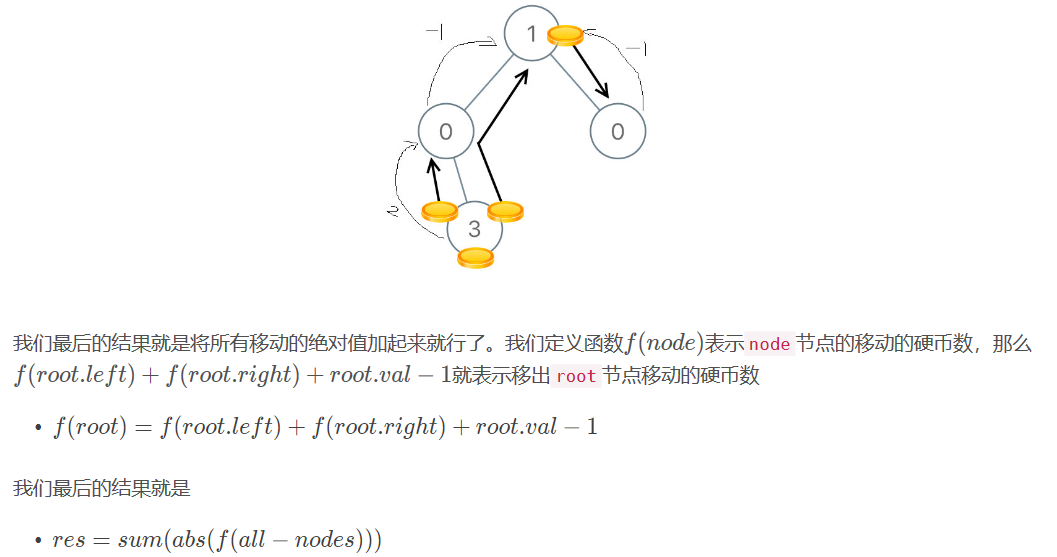 -1
1
-1
0
0
2
3
我们最后的结果就是将所有移动的绝对值加起来就行了。我们定义函数f(node)表示node节点的移动的硬币数，那么
f(root.left) + f(root.right) + root.val − 1就表示移出root节点移动的硬币数
• f(root) = f(root.left) + f(root.right) + root.val − 1
我们最后的结果就是
• res = sum(abs(f(all − nodes)))